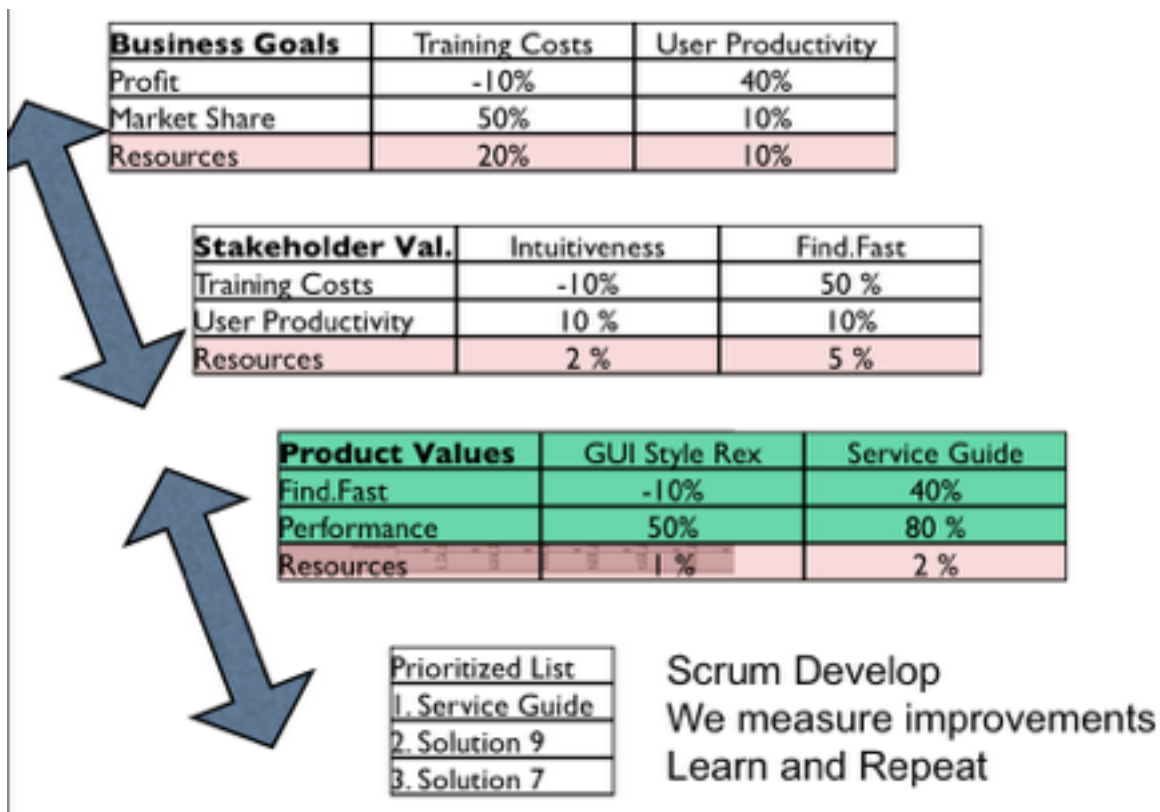 Business Goals Training Costs User Productivity
Profit -10% 40%
Market Share 50% 10%
Resources 20% 10%
Stakeholder Val. Intuitiveness Find.Fast
Training Costs -10% 50 %
User Productivity 10 % 10%
Resources 2 % 5 %
Product Values GUI Style Rex Service Guide
Find.Fast -10% 40%
Performance 50% 80 %
Resources 1 % 2 %
Prioritized List
1. Service Guide
2. Solution 9
3. Solution 7
Scrum Develop
We measure improvements
Learn and Repeat